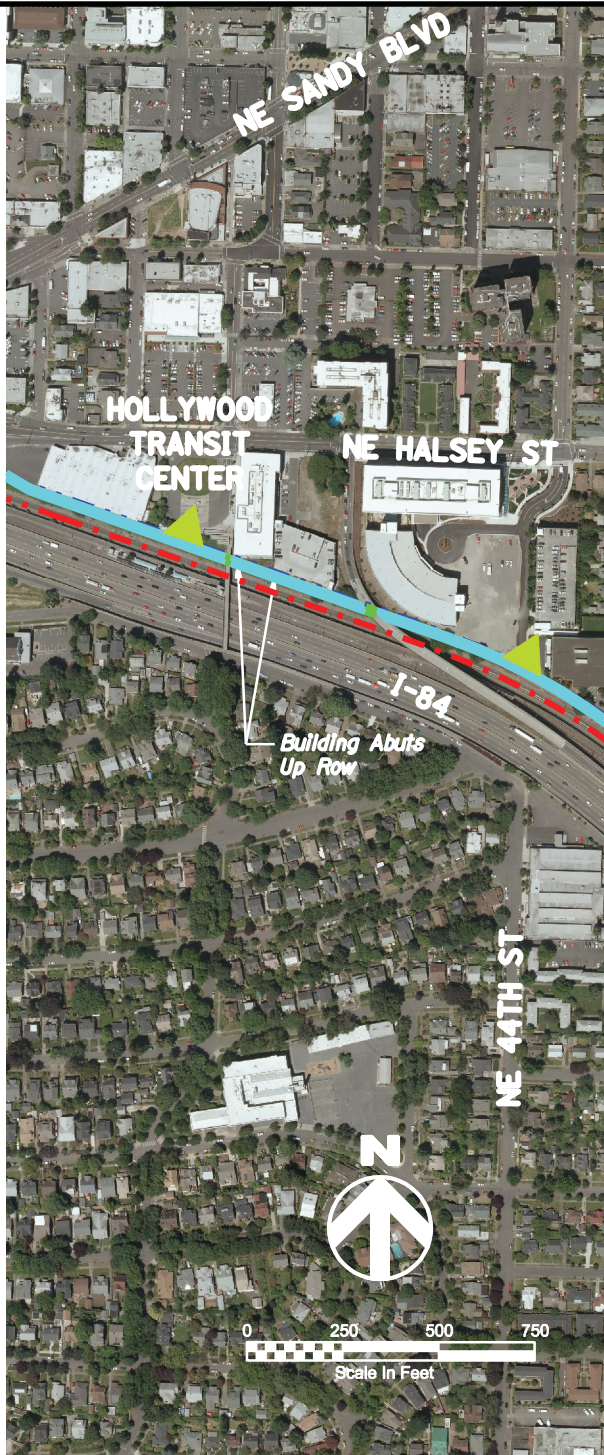 NE SANDY BLVD
HOLLYWOOD
TRANSIT
CENTER
NE HALSEY ST
I-84
Building Abuts
Up Row
NE 44TH ST
N
0 250 500 750
Scale In Feet